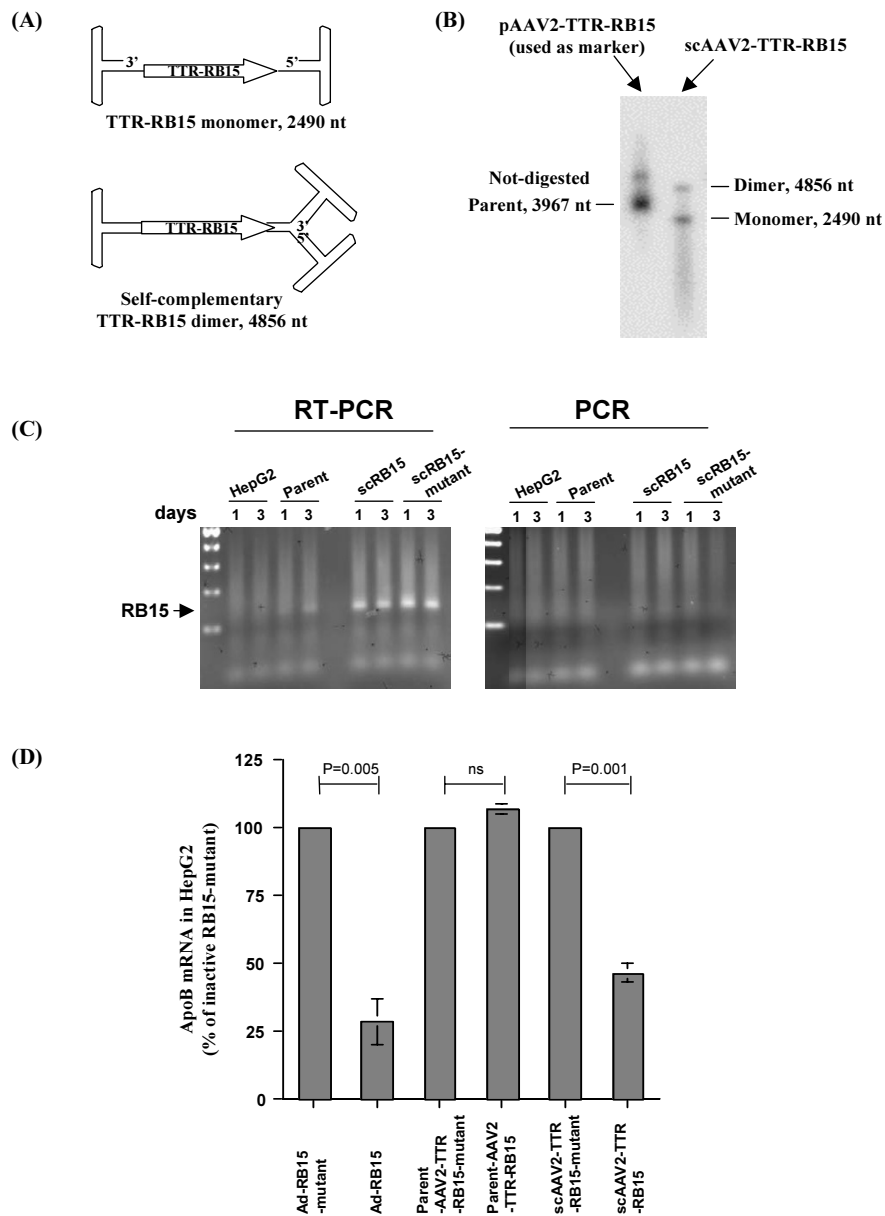 (A)
3’
TTR-RB15
5’
TTR-RB15 monomer, 2490 nt
TTR-RB15
3’
5’
Self-complementary
TTR-RB15 dimer, 4856 nt
(B)
pAAV2-TTR-RB15
(used as marker)
scAAV2-TTR-RB15
Not-digested
Parent, 3967 nt
Dimer, 4856 nt
Monomer, 2490 nt
(C)
RT-PCR
PCR
HepG2
Parent
scRB15
scRB15-
mutant
HepG2
Parent
scRB15
scRB15-
mutant
days 1 3 1 3 1 3 1 3
1 3 1 3 1 3 1 3
RB15
(D)
ApoB mRNA in HepG2
(% of inactive RB15-mutant)
125
100
75
50
25
0
P=0.005
ns
P=0.001
Ad-RB15
-mutant
Ad-RB15
Parent
-AAV2-TTR
-RB15-mutant
Parent-AAV2
-TTR-RB15
scAAV2-TTR
-RB15-mutant
scAAV2-TTR
-RB15